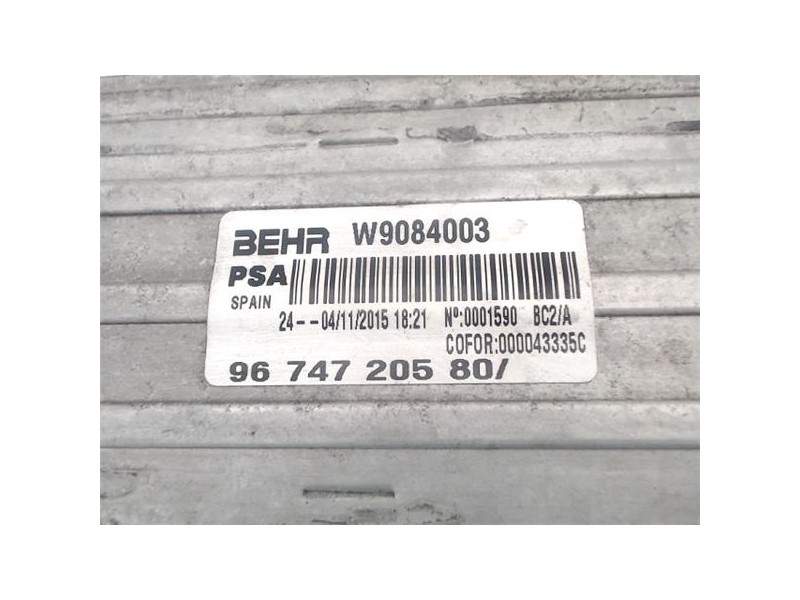 BEHR W9084003
PSA
SPAIN
24--04/11/2015 18:21 Nº:0001590 BC2/A
COFOR:000043335C
96 747 205 80/